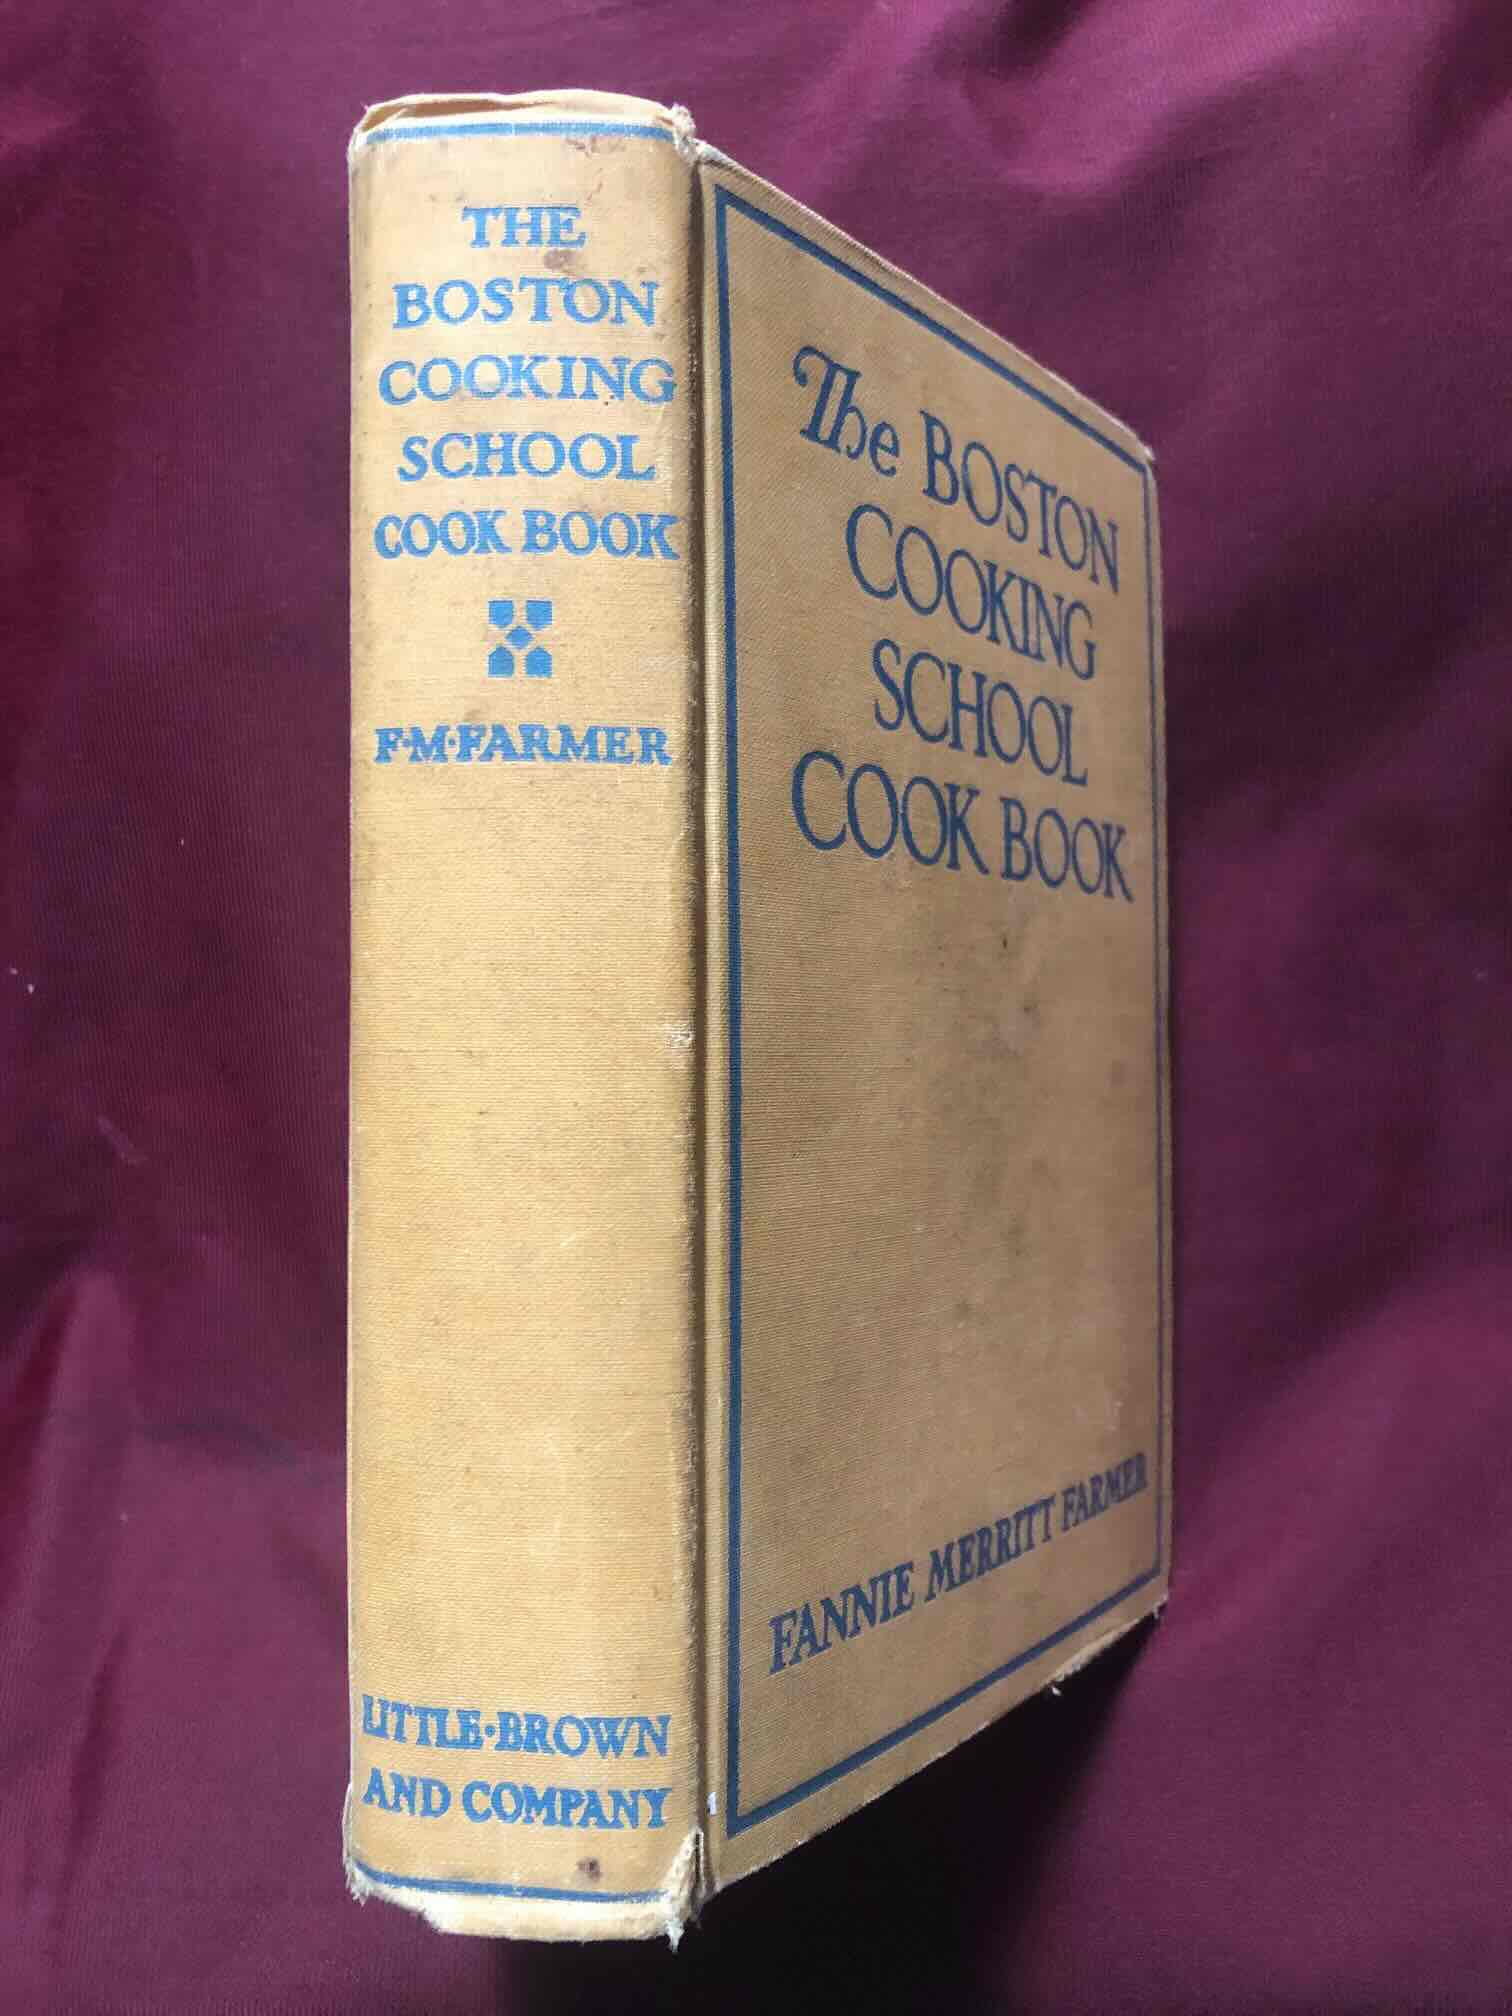 THE
BOSTON
COOKING
SCHOOL
COOK BOOK
F·M·FARMER
LITTLE·BROWN
AND COMPANY
The BOSTON
COOKING
SCHOOL
COOK BOOK
FANNIE MERRITT FARMER